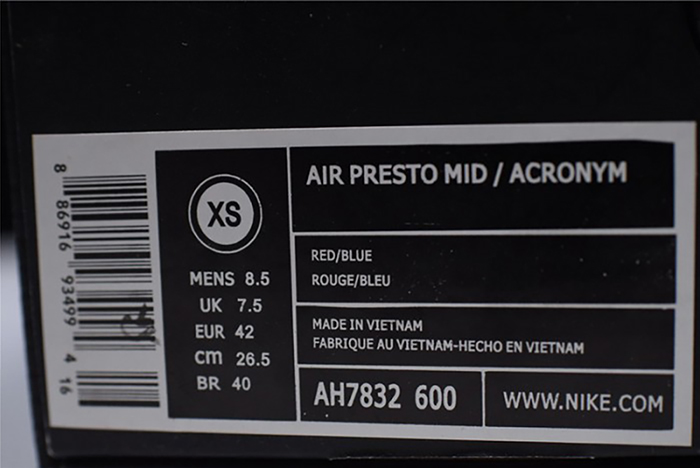 8 86916 93499 4 16
XS
MENS 8.5
UK 7.5
EUR 42
cm 26.5
BR 40
AIR PRESTO MID / ACRONYM
RED/BLUE
ROUGE/BLEU
MADE IN VIETNAM
FABRIQUE AU VIETNAM-HECHO EN VIETNAM
AH7832 600
WWW.NIKE.COM